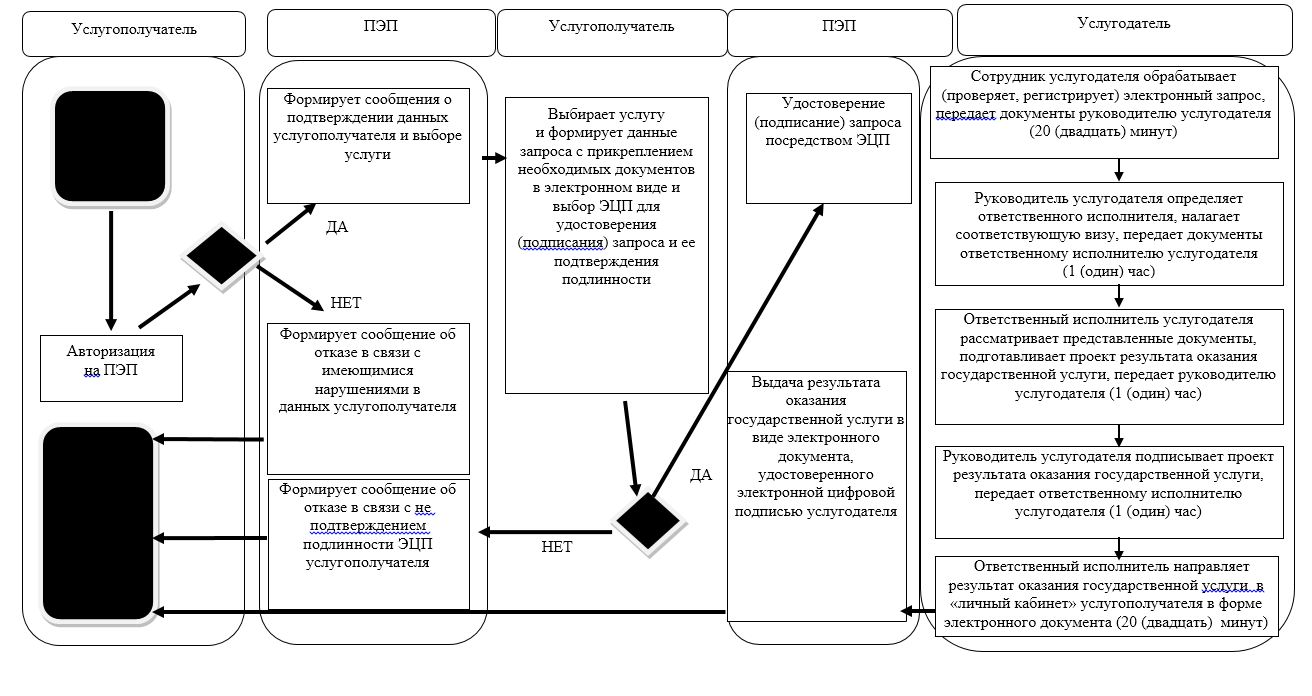 Услугополучатель
ПЭП
Услугополучатель
ПЭП
Услугодатель
Авторизация
на ПЭП
Формирует сообщения о
подтверждении данных
услугополучателя и выборе
услуги
ДА
НЕТ
Формирует сообщение об
отказе в связи с
имеющимися
нарушениями в
данных услугополучателя
Формирует сообщение об
отказе в связи с не
подтверждением
подлинности ЭЦП
услугополучателя
Выбирает услугу
и формирует данные
запроса с прикреплением
необходимых документов
в электронном виде и
выбор ЭЦП для
удостоверения
(подписания) запроса и ее
подтверждения
подлинности
ДА
НЕТ
Удостоверение
(подписание) запроса
посредством ЭЦП
Выдача результата
оказания
государственной услуги в
виде электронного
документа,
удостоверенного
электронной цифровой
подписью услугодателя
Сотрудник услугодателя обрабатывает
(проверяет, регистрирует) электронный запрос,
передает документы руководителю услугодателя
(20 (двадцать) минут)
Руководитель услугодателя определяет
ответственного исполнителя, налагает
соответствующую визу, передает документы
ответственному исполнителю услугодателя
(1 (один) час)
Ответственный исполнитель услугодателя
рассматривает представленные документы,
подготавливает проект результата оказания
государственной услуги, передает руководителю
услугодателя (1 (один) час)
Руководитель услугодателя подписывает проект
результата оказания государственной услуги,
передает ответственному исполнителю
услугодателя (1 (один) час)
Ответственный исполнитель направляет
результат оказания государственной услуги в
«личный кабинет» услугополучателя в форме
электронного документа (20 (двадцать) минут)